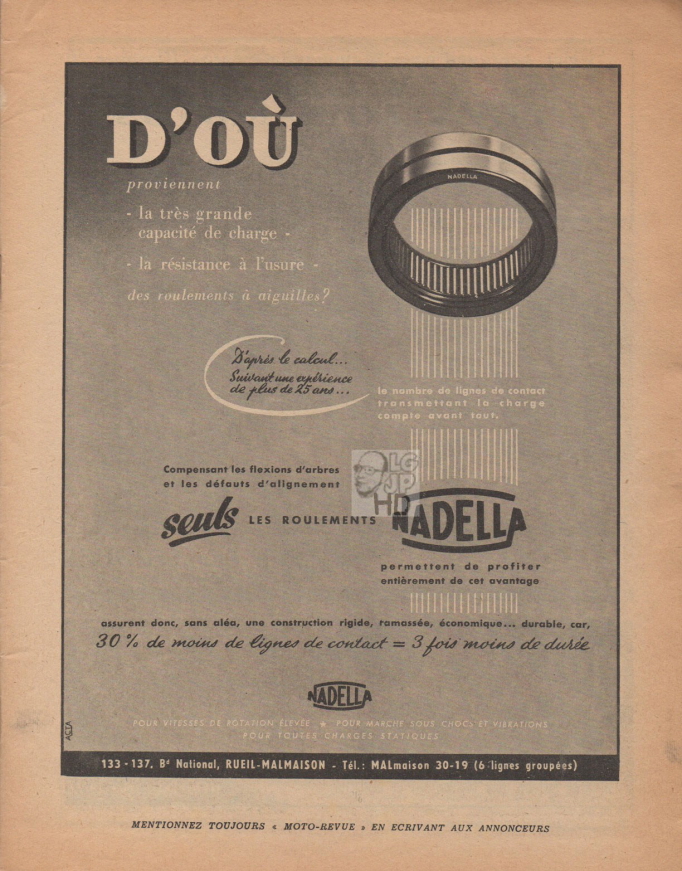 D'OÙ
proviennent
- la très grande
capacité de charge -
- la résistance à l'usure -
des roulements à aiguilles?
NADELLA
D'après le calcul...
Suivant une expérience
de plus de 25 ans...
le nombre de lignes de contact
transmettant la charge
compte avant tout.
LG
JP
HD
Compensant les flexions d'arbres
et les défauts d'alignement
seuls LES ROULEMENTS NADELLA
permettent de profiter
entièrement de cet avantage
assurent donc, sans aléa, une construction rigide, ramassée, économique... durable, car,
30% de moins de lignes de contact = 3 fois moins de durée
NADELLA
POUR VITESSES DE ROTATION ÉLEVÉE ★ POUR MARCHE SOUS CHOCS ET VIBRATIONS
POUR TOUTES CHARGES STATIQUES
133-137, Bd National, RUEIL-MALMAISON - Tél.: MALmaison 30-19 (6 lignes groupées)
MENTIONNEZ TOUJOURS « MOTO-REVUE » EN ECRIVANT AUX ANNONCEURS